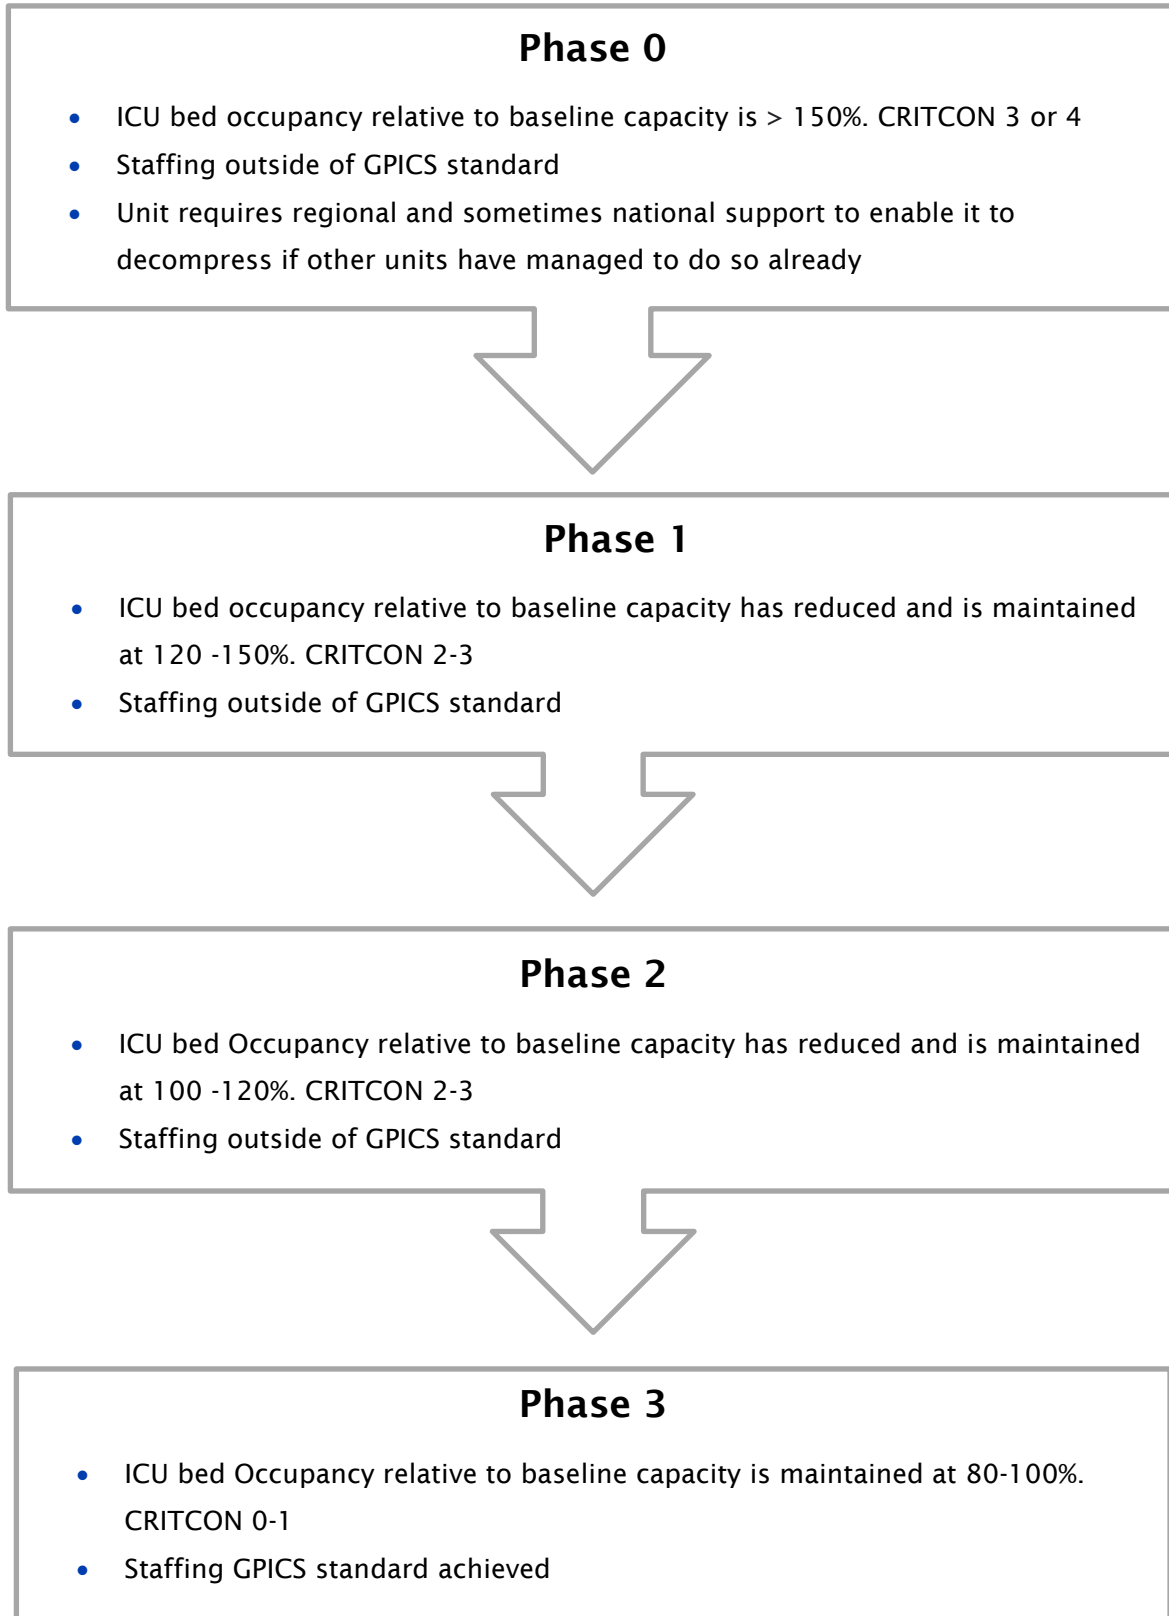 Phase 0
• ICU bed occupancy relative to baseline capacity is > 150%. CRITCON 3 or 4
• Staffing outside of GPICS standard
• Unit requires regional and sometimes national support to enable it to
decompress if other units have managed to do so already
Phase 1
• ICU bed occupancy relative to baseline capacity has reduced and is maintained
at 120 -150%. CRITCON 2-3
• Staffing outside of GPICS standard
Phase 2
• ICU bed Occupancy relative to baseline capacity has reduced and is maintained
at 100 -120%. CRITCON 2-3
• Staffing outside of GPICS standard
Phase 3
• ICU bed Occupancy relative to baseline capacity is maintained at 80-100%.
CRITCON 0-1
• Staffing GPICS standard achieved